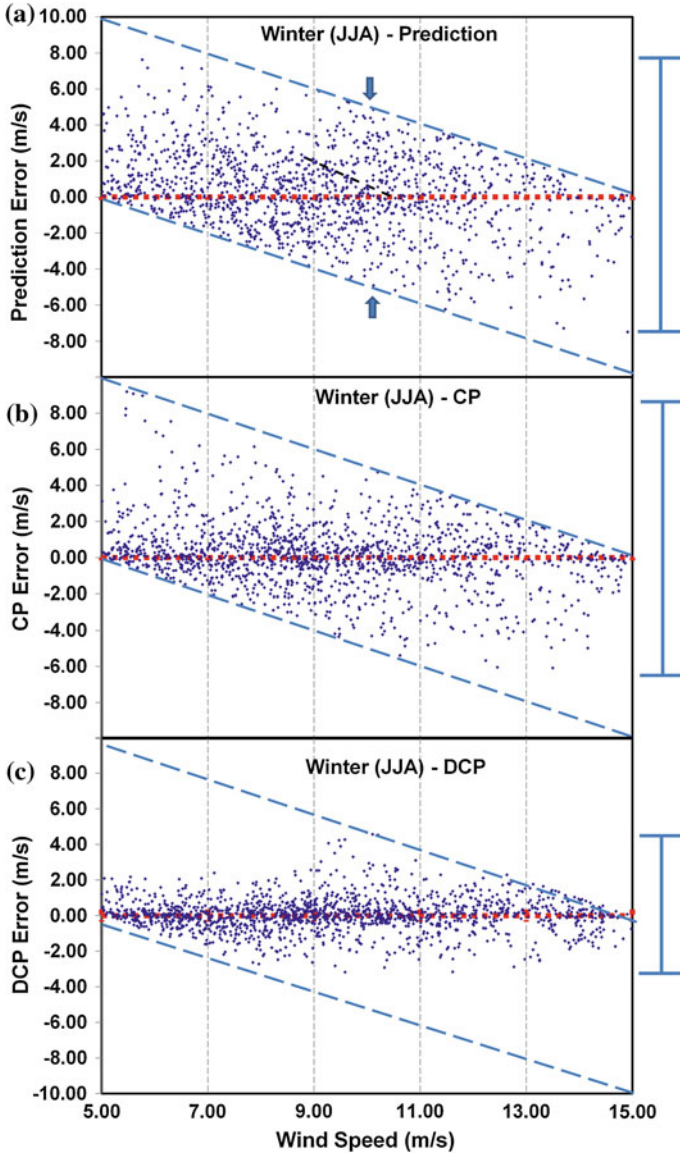 (a)
Winter (JJA) - Prediction
Prediction Error (m/s)
10.00
8.00
6.00
4.00
2.00
0.00
-2.00
-4.00
-6.00
-8.00
(b)
Winter (JJA) - CP
CP Error (m/s)
8.00
6.00
4.00
2.00
0.00
-2.00
-4.00
-6.00
-8.00
(c)
Winter (JJA) - DCP
DCP Error (m/s)
8.00
6.00
4.00
2.00
0.00
-2.00
-4.00
-6.00
-8.00
-10.00
5.00 7.00 9.00 11.00 13.00 15.00
Wind Speed (m/s)